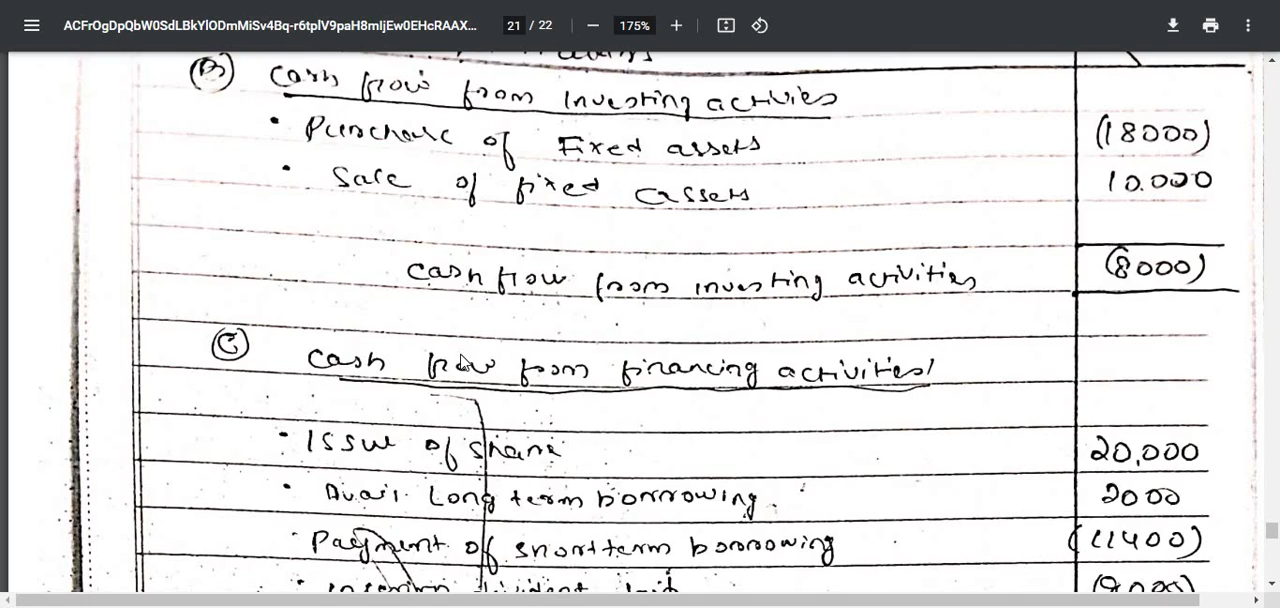 ACFrOgDpQbW0SdLBkYlODmMiSv4Bq-r6tplV9paH8mljEw0EHcRAAX... 21 / 22 175%
(B) Cash flow from Investing activies
• Purchase of Fixed assets (18000)
• Sale of fixed assets 10.000
Cash flow from investing activities (8000)
(C) Cash flow from financing activities
• Issue of share 20,000
• Avail. Long term borrowing. 2000
• Payment of short term borrowing (11400)